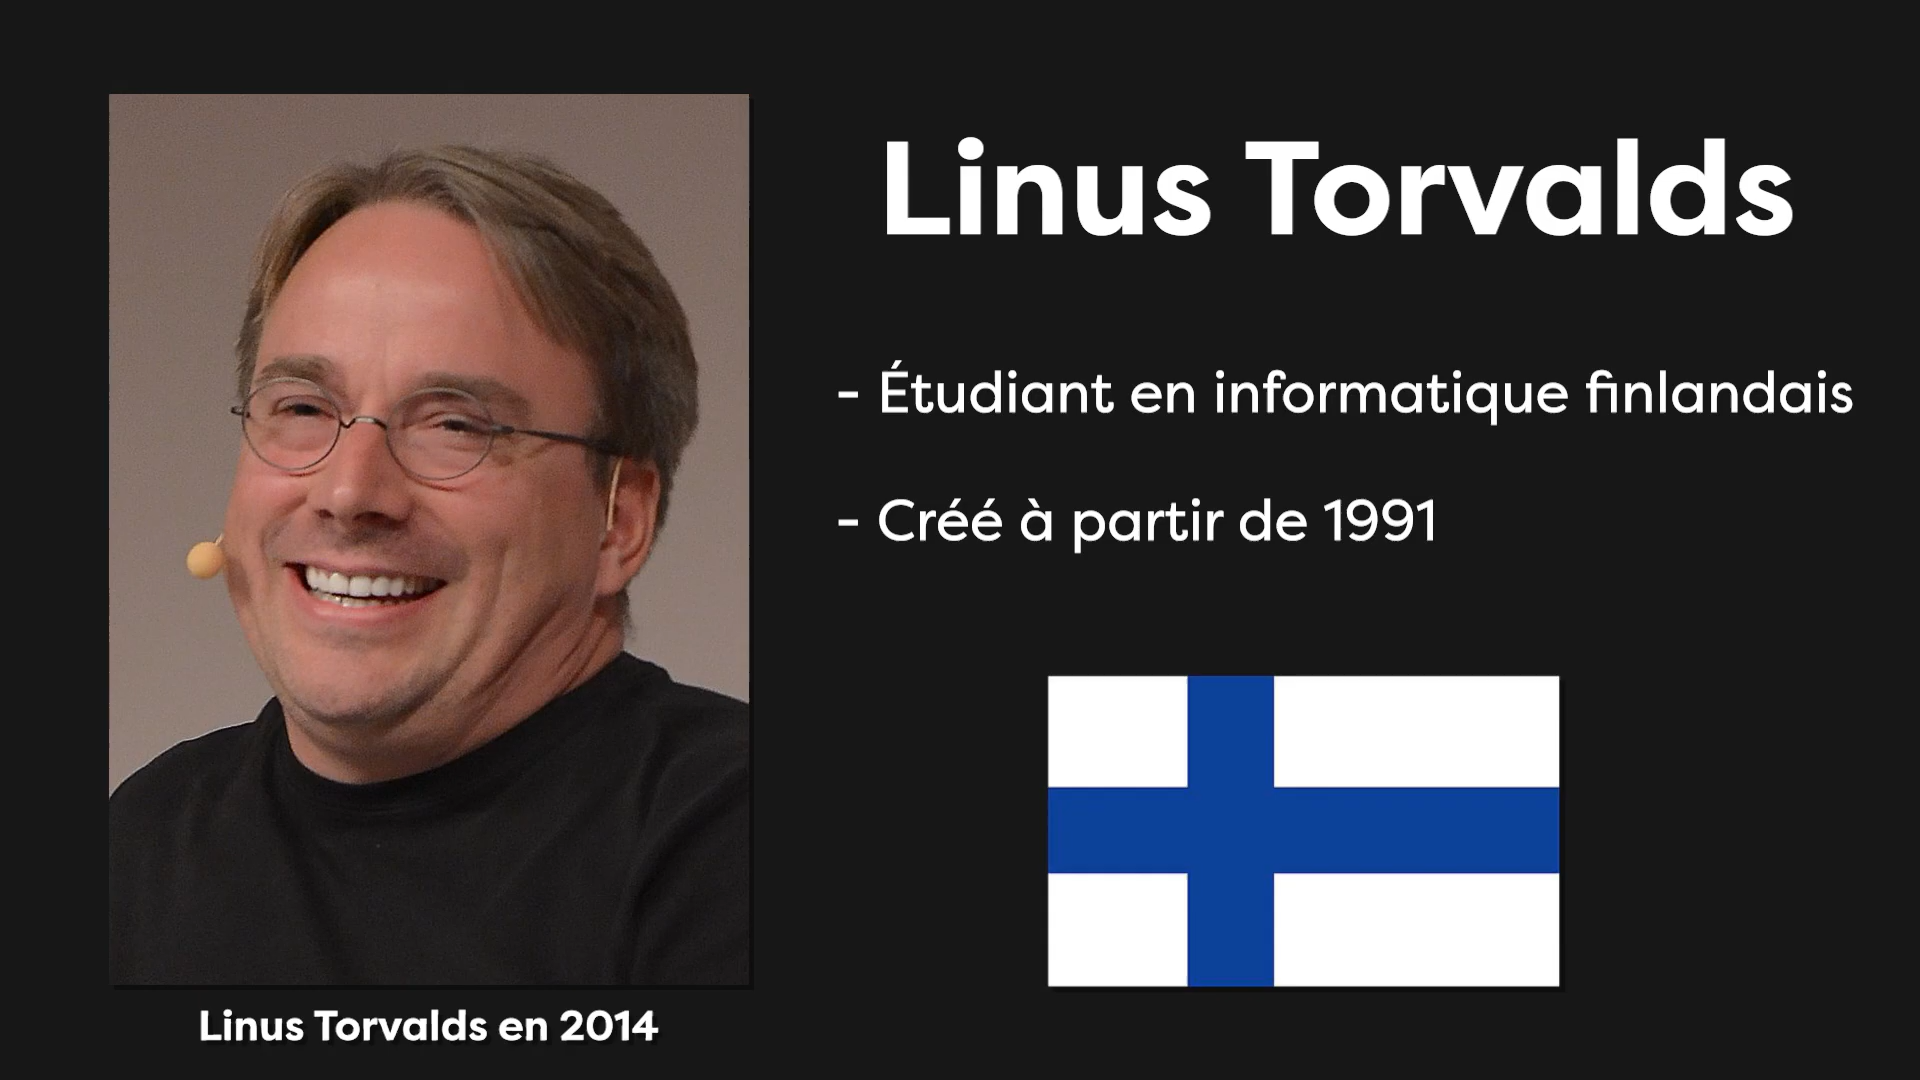 Linus Torvalds
- Étudiant en informatique finlandais
- Créé à partir de 1991
Linus Torvalds en 2014